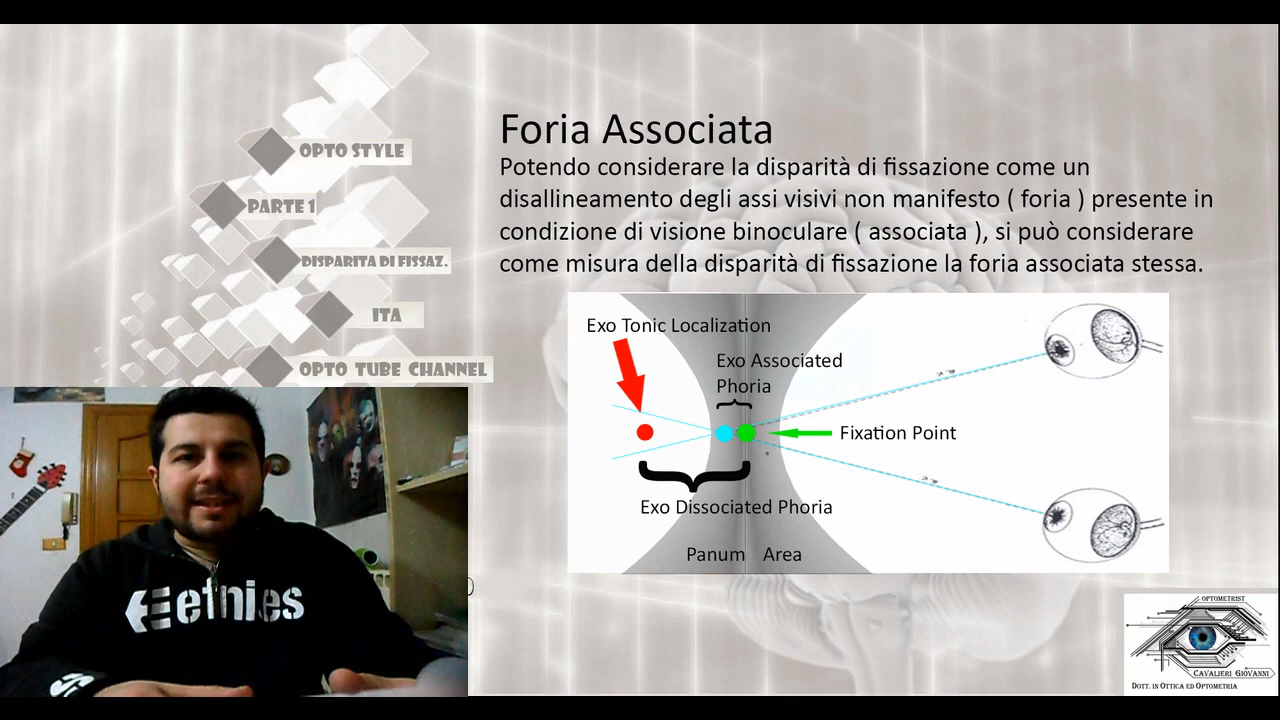 OPTO STYLE
PARTE 1
DISPARITA DI FISSAZ.
ITA
OPTO TUBE CHANNEL
Foria Associata
Potendo considerare la disparità di fissazione come un
disallineamento degli assi visivi non manifesto ( foria ) presente in
condizione di visione binoculare ( associata ), si può considerare
come misura della disparità di fissazione la foria associata stessa.
Exo Tonic Localization
Exo Associated
Phoria
Fixation Point
Exo Dissociated Phoria
Panum Area
etnies
OPTOMETRIST
CAVALIERI GIOVANNI
DOTT. IN OTTICA ED OPTOMETRIA